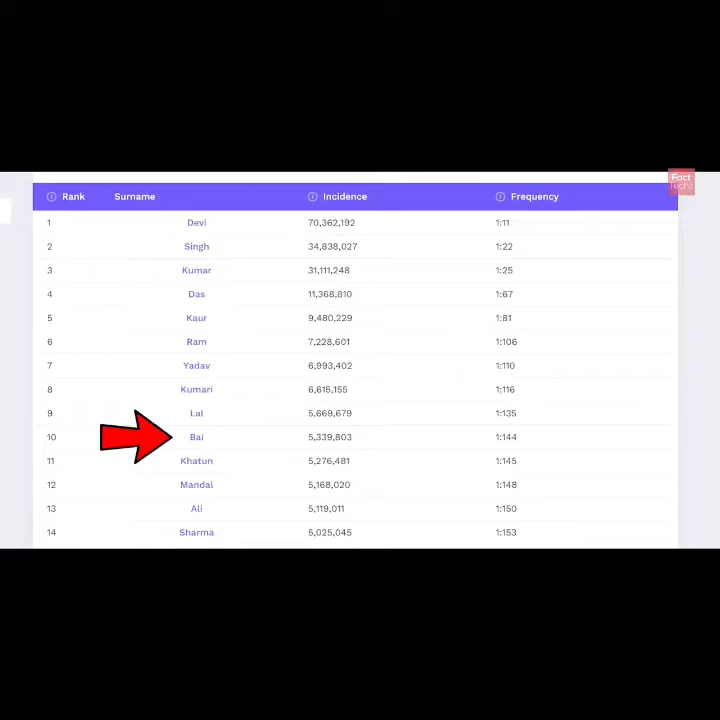 Fact
Techz
Rank Surname Incidence Frequency
1 Devi 70,362,192 1:11
2 Singh 34,838,027 1:22
3 Kumar 31,111,248 1:25
4 Das 11,368,810 1:67
5 Kaur 9,480,229 1:81
6 Ram 7,228,601 1:106
7 Yadav 6,993,402 1:110
8 Kumari 6,615,155 1:116
9 Lal 5,669,679 1:135
10 Bai 5,339,803 1:144
11 Khatun 5,276,481 1:145
12 Mandal 5,168,020 1:148
13 Ali 5,119,011 1:150
14 Sharma 5,025,045 1:153